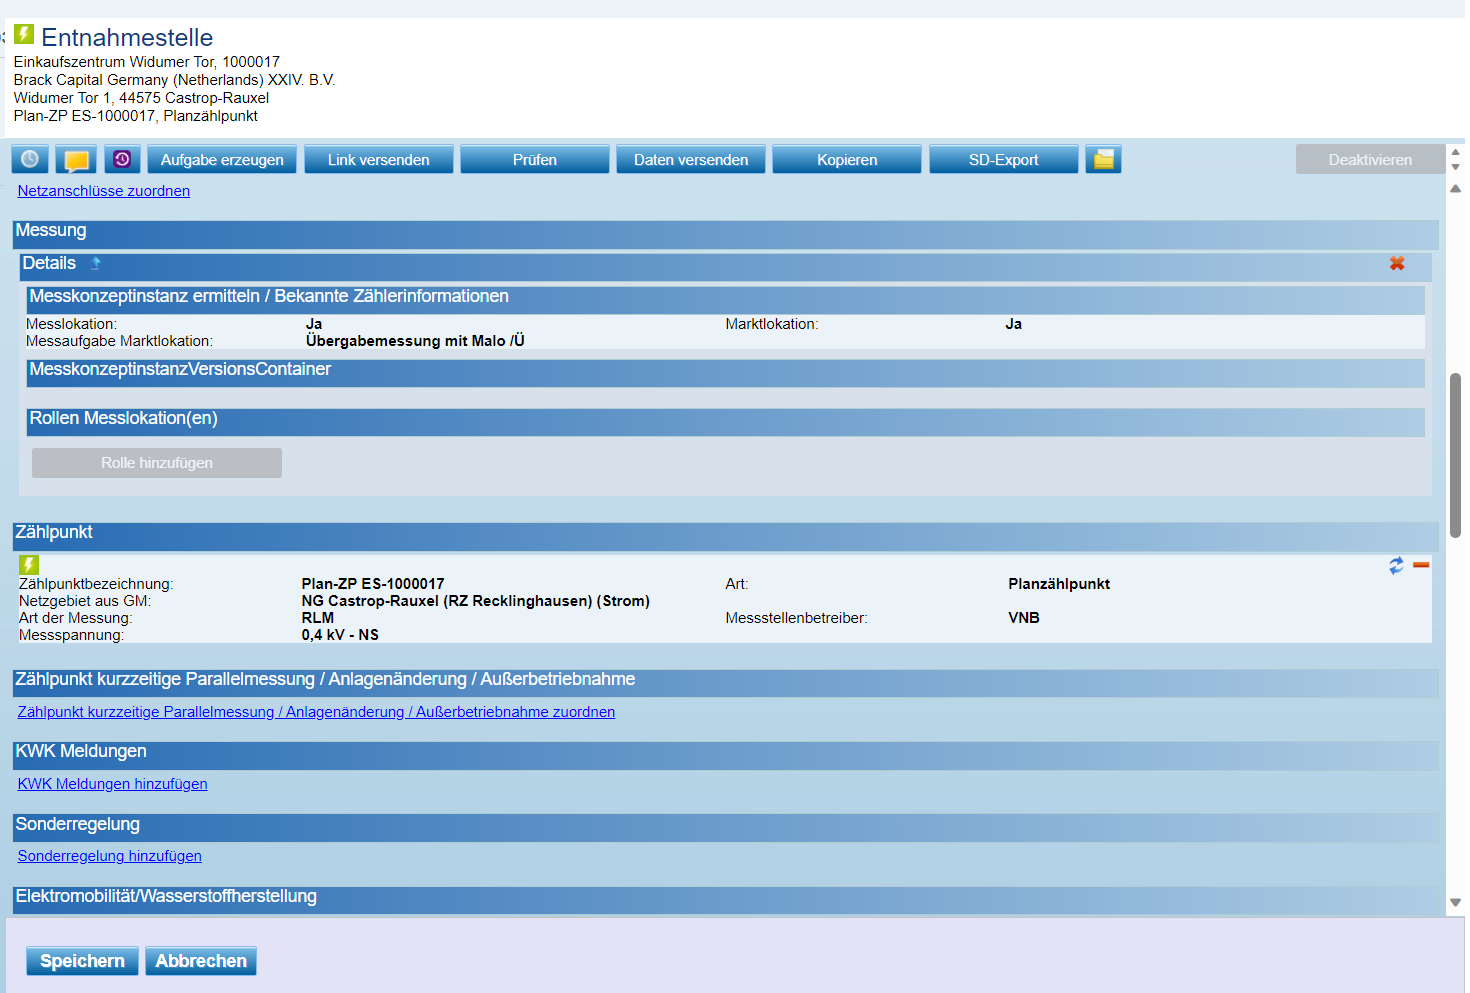 Entnahmestelle
Einkaufszentrum Widumer Tor, 1000017
Brack Capital Germany (Netherlands) XXIV. B.V.
Widumer Tor 1, 44575 Castrop-Rauxel
Plan-ZP ES-1000017, Planzählpunkt
Aufgabe erzeugen Link versenden Prüfen Daten versenden Kopieren SD-Export Deaktivieren
Netzanschlüsse zuordnen
Messung
Details
Messkonzeptinstanz ermitteln / Bekannte Zählerinformationen
Messlokation: Ja Marktlokation: Ja
Messaufgabe Marktlokation: Übergabemessung mit Malo /Ü
MesskonzeptinstanzVersionsContainer
Rollen Messlokation(en)
Rolle hinzufügen
Zählpunkt
Zählpunktbezeichnung: Plan-ZP ES-1000017 Art: Planzählpunkt
Netzgebiet aus GM: NG Castrop-Rauxel (RZ Recklinghausen) (Strom)
Art der Messung: RLM Messstellenbetreiber: VNB
Messspannung: 0,4 kV - NS
Zählpunkt kurzzeitige Parallelmessung / Anlagenänderung / Außerbetriebnahme
Zählpunkt kurzzeitige Parallelmessung / Anlagenänderung / Außerbetriebnahme zuordnen
KWK Meldungen
KWK Meldungen hinzufügen
Sonderregelung
Sonderregelung hinzufügen
Elektromobilität/Wasserstoffherstellung
Speichern Abbrechen